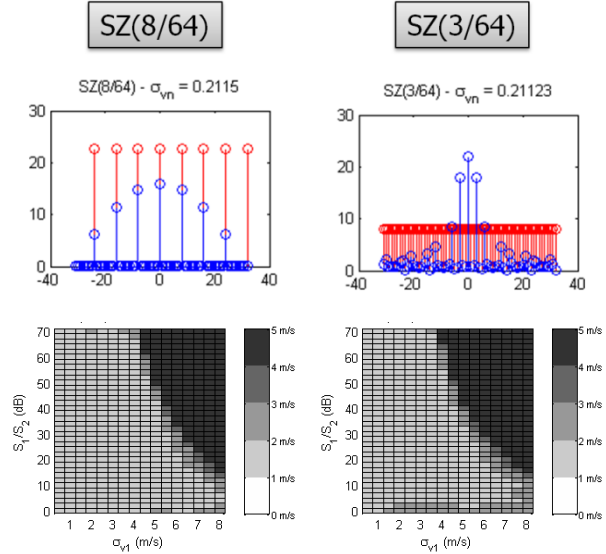 SZ(8/64)
SZ(3/64)
SZ(8/64) - σvn = 0.2115
SZ(3/64) - σvn = 0.21123
30
20
10
0
-40 -20 0 20 40
30
20
10
0
-40 -20 0 20 40
70
60
50
40
30
20
10
0
S1/S2 (dB)
1 2 3 4 5 6 7 8
σv1 (m/s)
5 m/s
4 m/s
3 m/s
2 m/s
1 m/s
0 m/s
70
60
50
40
30
20
10
0
S1/S2 (dB)
1 2 3 4 5 6 7 8
σv1 (m/s)
5 m/s
4 m/s
3 m/s
2 m/s
1 m/s
0 m/s